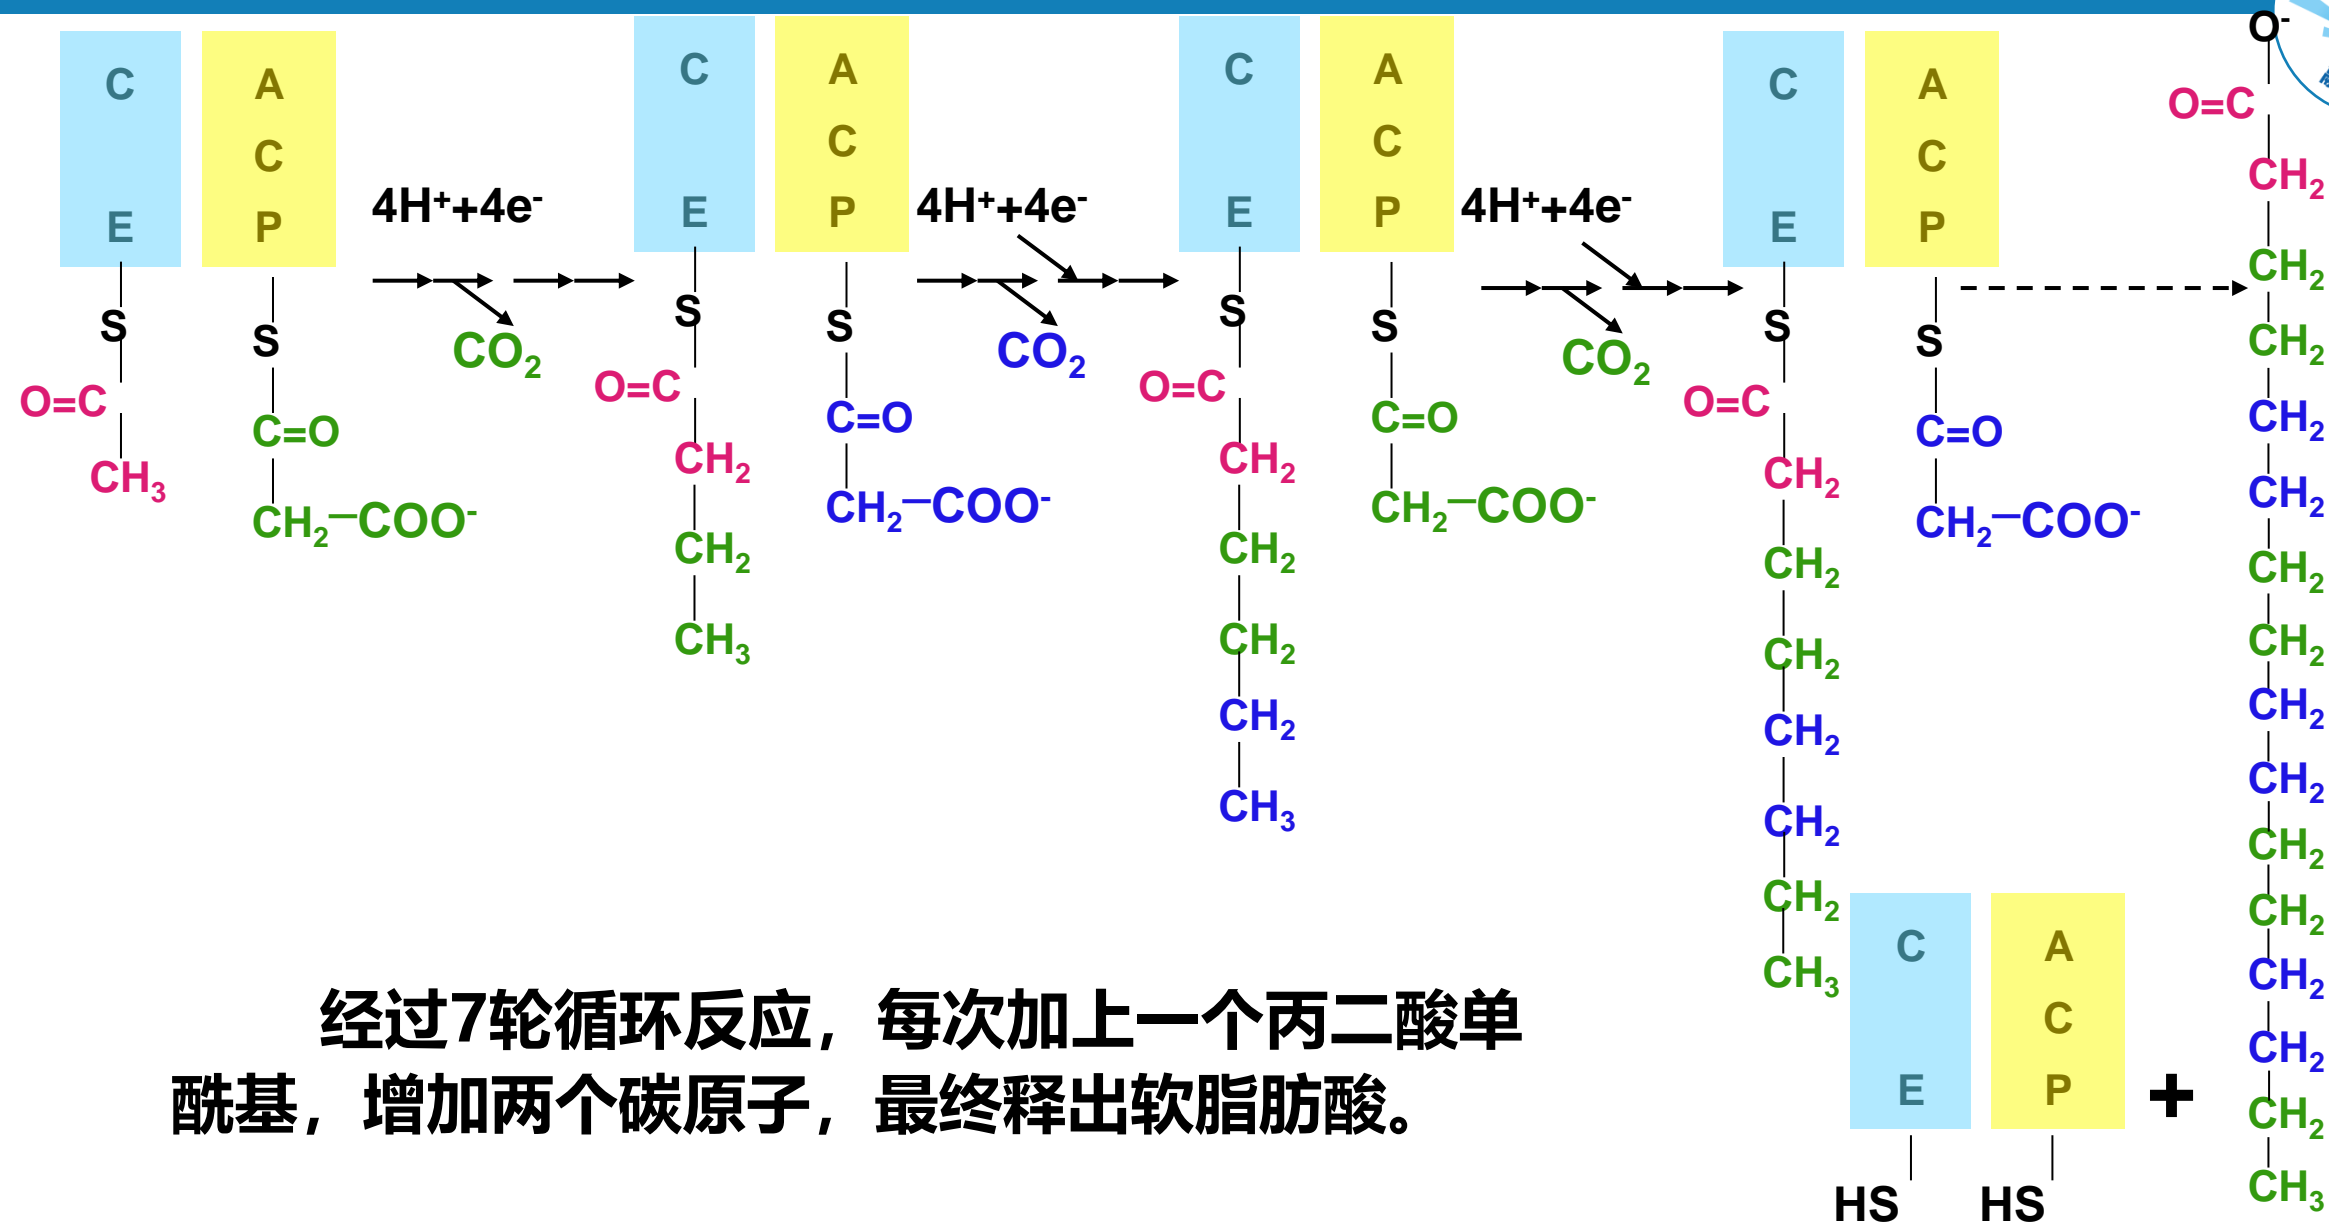 C
E
A
C
P
S
O=C
CH3
S
C=O
CH2—COO-
4H++4e-
CO2
C
E
A
C
P
S
O=C
CH2
CH2
CH3
S
C=O
CH2—COO-
4H++4e-
CO2
C
E
A
C
P
S
O=C
CH2
CH2
CH2
CH2
CH3
S
C=O
CH2—COO-
4H++4e-
CO2
C
E
A
C
P
S
O=C
CH2
CH2
CH2
CH2
CH2
CH2
CH3
S
C=O
CH2—COO-
O-
O=C
CH2
CH2
CH2
CH2
CH2
CH2
CH2
CH2
CH2
CH2
CH2
CH2
CH2
CH2
CH3
C
E
HS
A
C
P
HS
+
经过7轮循环反应，每次加上一个丙二酸单
酰基，增加两个碳原子，最终释出软脂肪酸。